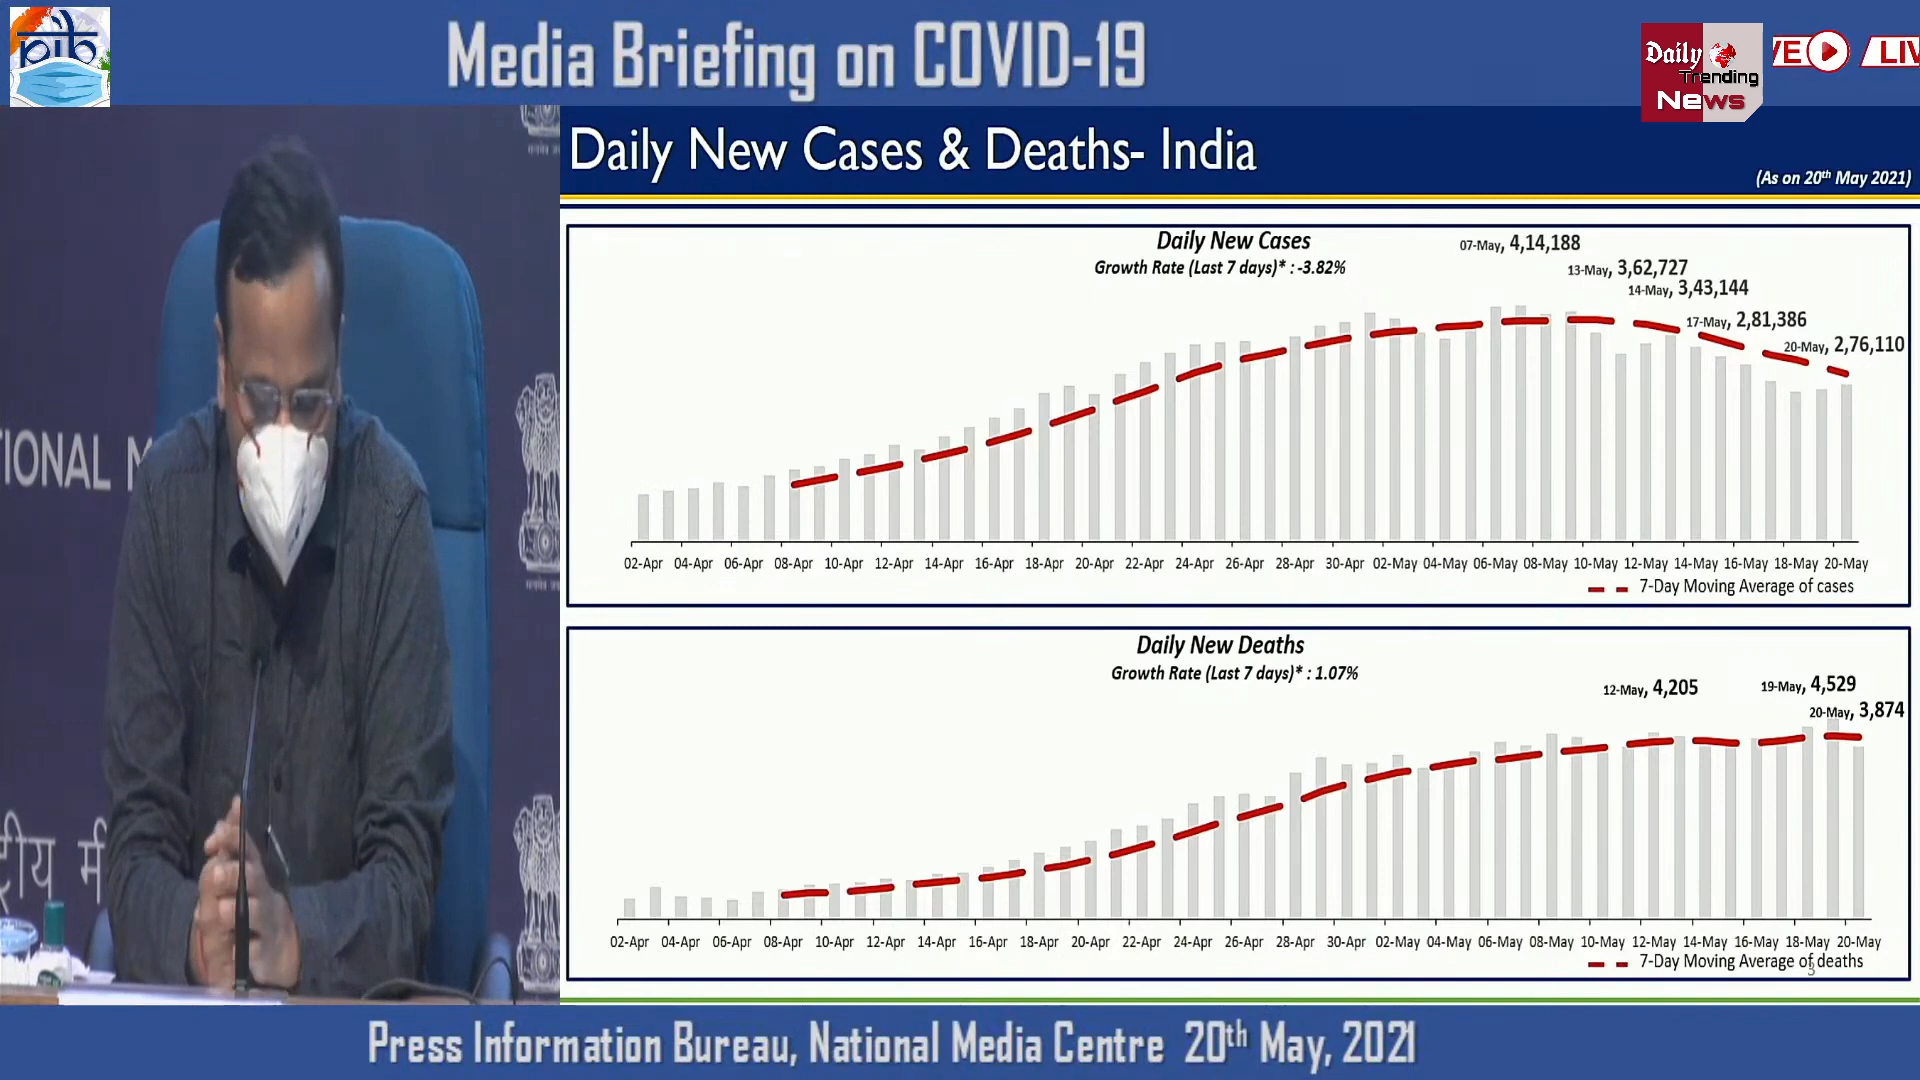 pib
Media Briefing on COVID-19
Daily
Trending
News
VE
LIV
Daily New Cases & Deaths- India
(As on 20th May 2021)
Daily New Cases
Growth Rate (Last 7 days)* : -3.82%
07-May, 4,14,188
13-May, 3,62,727
14-May, 3,43,144
17-May, 2,81,386
20-May, 2,76,110
02-Apr 04-Apr 06-Apr 08-Apr 10-Apr 12-Apr 14-Apr 16-Apr 18-Apr 20-Apr 22-Apr 24-Apr 26-Apr 28-Apr 30-Apr 02-May 04-May 06-May 08-May 10-May 12-May 14-May 16-May 18-May 20-May
7-Day Moving Average of cases
Daily New Deaths
Growth Rate (Last 7 days)* : 1.07%
12-May, 4,205
19-May, 4,529
20-May, 3,874
02-Apr 04-Apr 06-Apr 08-Apr 10-Apr 12-Apr 14-Apr 16-Apr 18-Apr 20-Apr 22-Apr 24-Apr 26-Apr 28-Apr 30-Apr 02-May 04-May 06-May 08-May 10-May 12-May 14-May 16-May 18-May 20-May
7-Day Moving Average of deaths
3
TIONAL M
ट्रीय मी
Press Information Bureau, National Media Centre 20th May, 2021